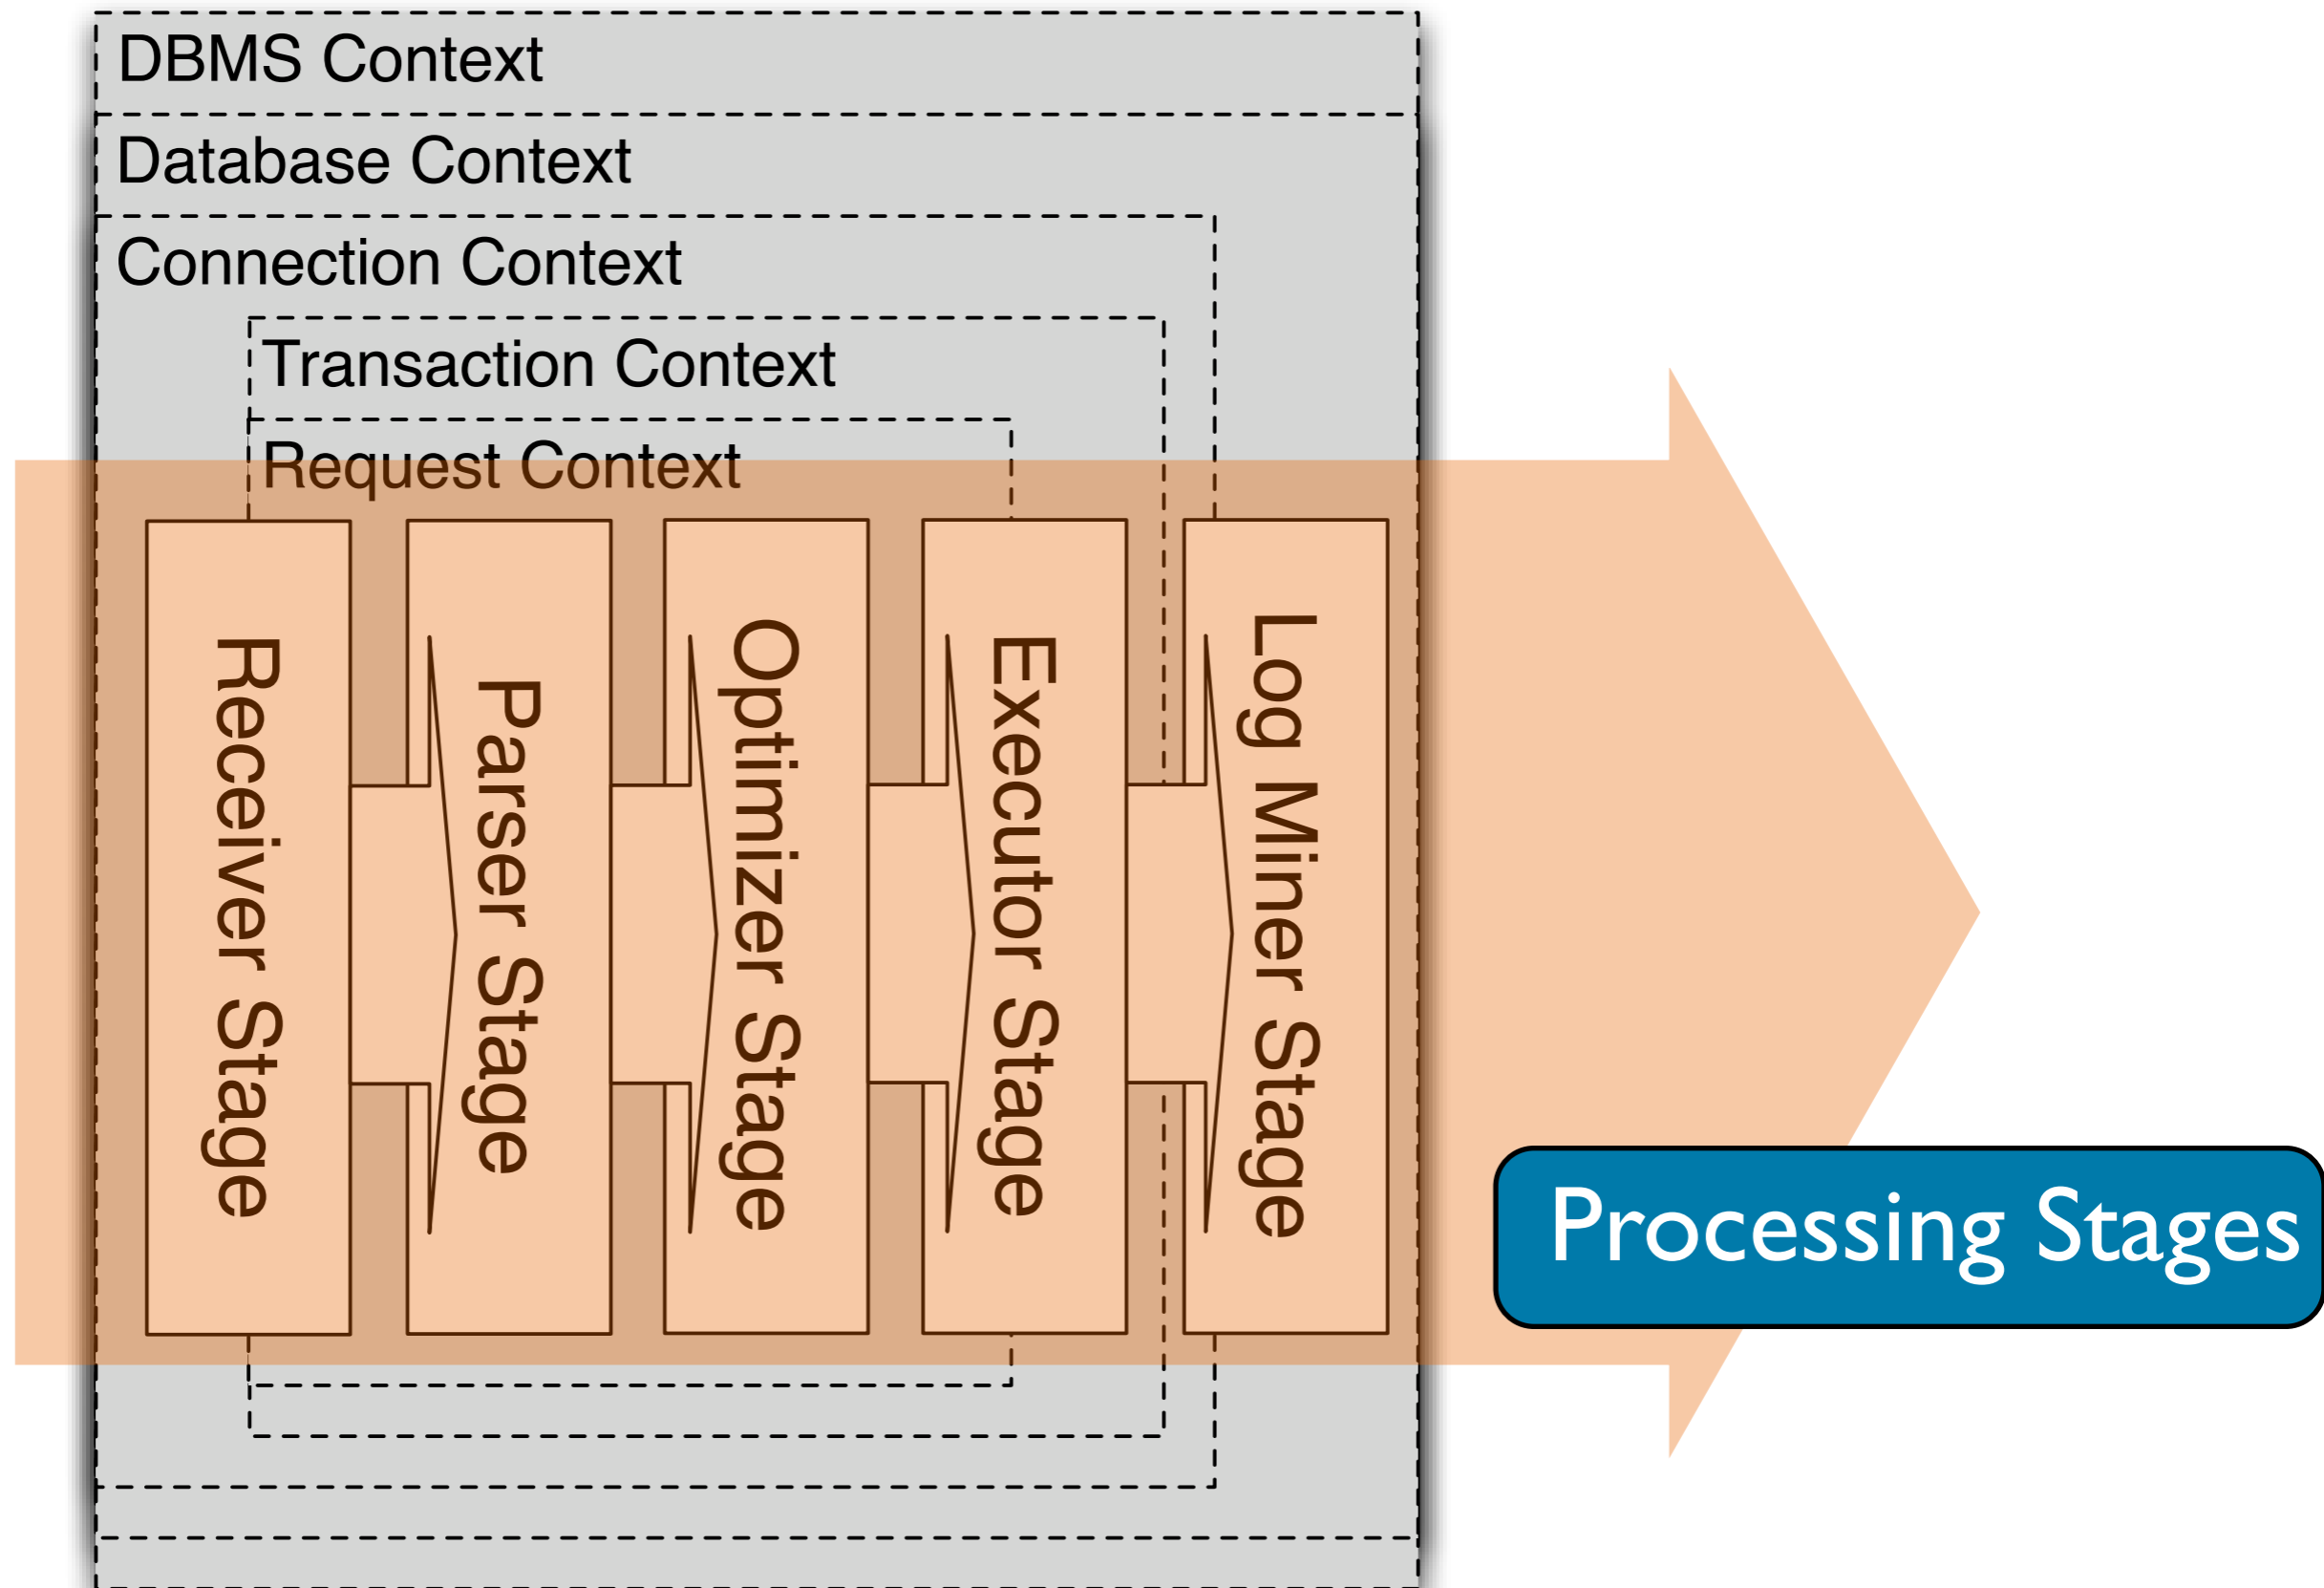 DBMS Context
Database Context
Connection Context
Transaction Context
Request Context
Receiver Stage
Parser Stage
Optimizer Stage
Executor Stage
Log Miner Stage
Processing Stages